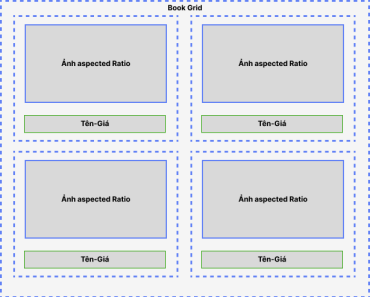 Book Grid
Ảnh aspected Ratio
Ảnh aspected Ratio
Tên-Giá
Tên-Giá
Ảnh aspected Ratio
Ảnh aspected Ratio
Tên-Giá
Tên-Giá